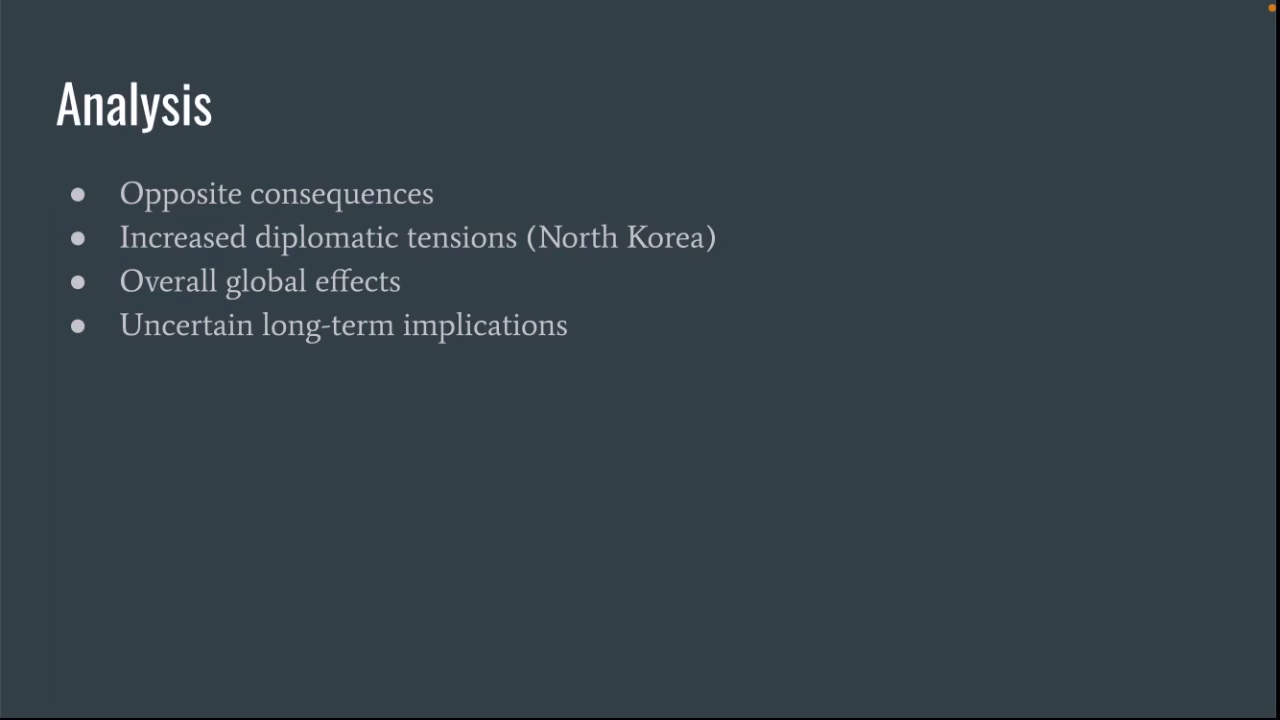 Analysis
● Opposite consequences
● Increased diplomatic tensions (North Korea)
● Overall global effects
● Uncertain long-term implications